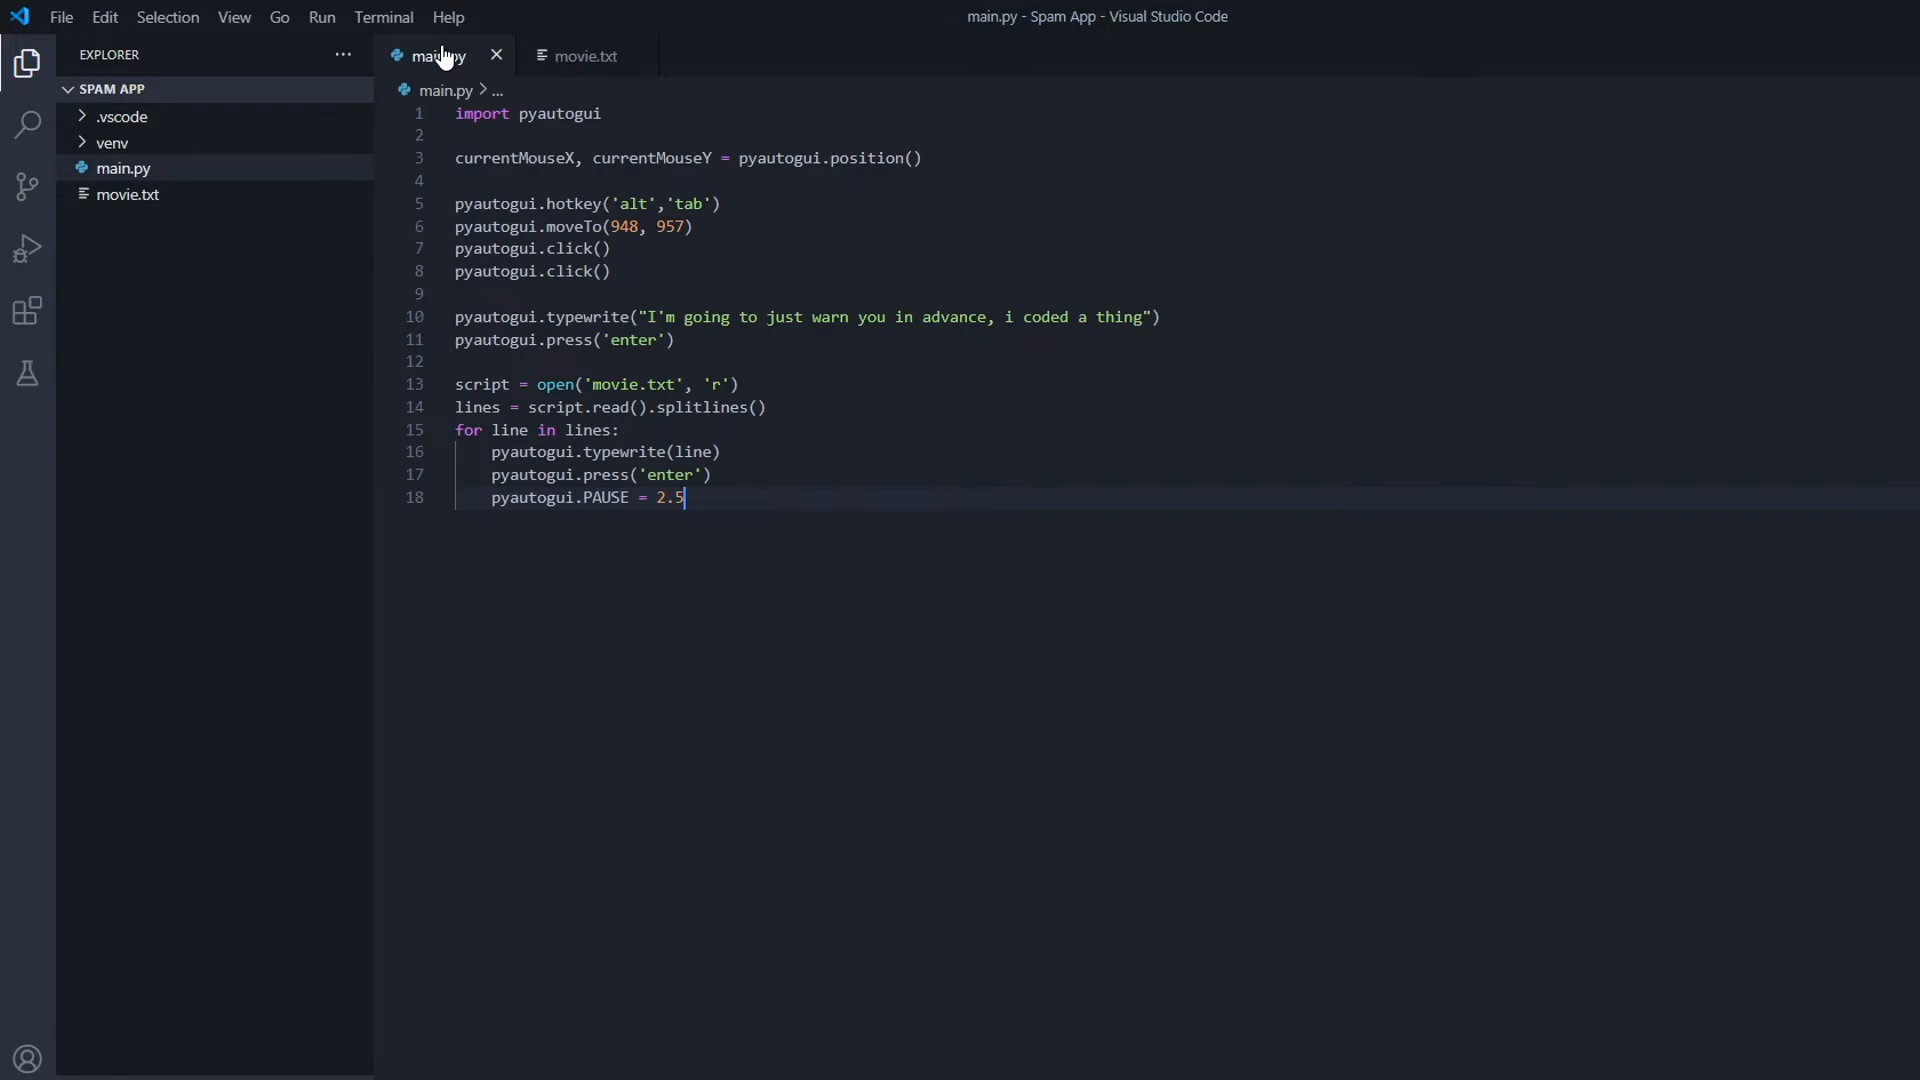 File Edit Selection View Go Run Terminal Help
main.py - Spam App - Visual Studio Code
EXPLORER
SPAM APP
.vscode
venv
main.py
movie.txt
main.py
movie.txt
main.py > ...
1 import pyautogui
2
3 currentMouseX, currentMouseY = pyautogui.position()
4
5 pyautogui.hotkey('alt','tab')
6 pyautogui.moveTo(948, 957)
7 pyautogui.click()
8 pyautogui.click()
9
10 pyautogui.typewrite("I'm going to just warn you in advance, i coded a thing")
11 pyautogui.press('enter')
12
13 script = open('movie.txt', 'r')
14 lines = script.read().splitlines()
15 for line in lines:
16 pyautogui.typewrite(line)
17 pyautogui.press('enter')
18 pyautogui.PAUSE = 2.5